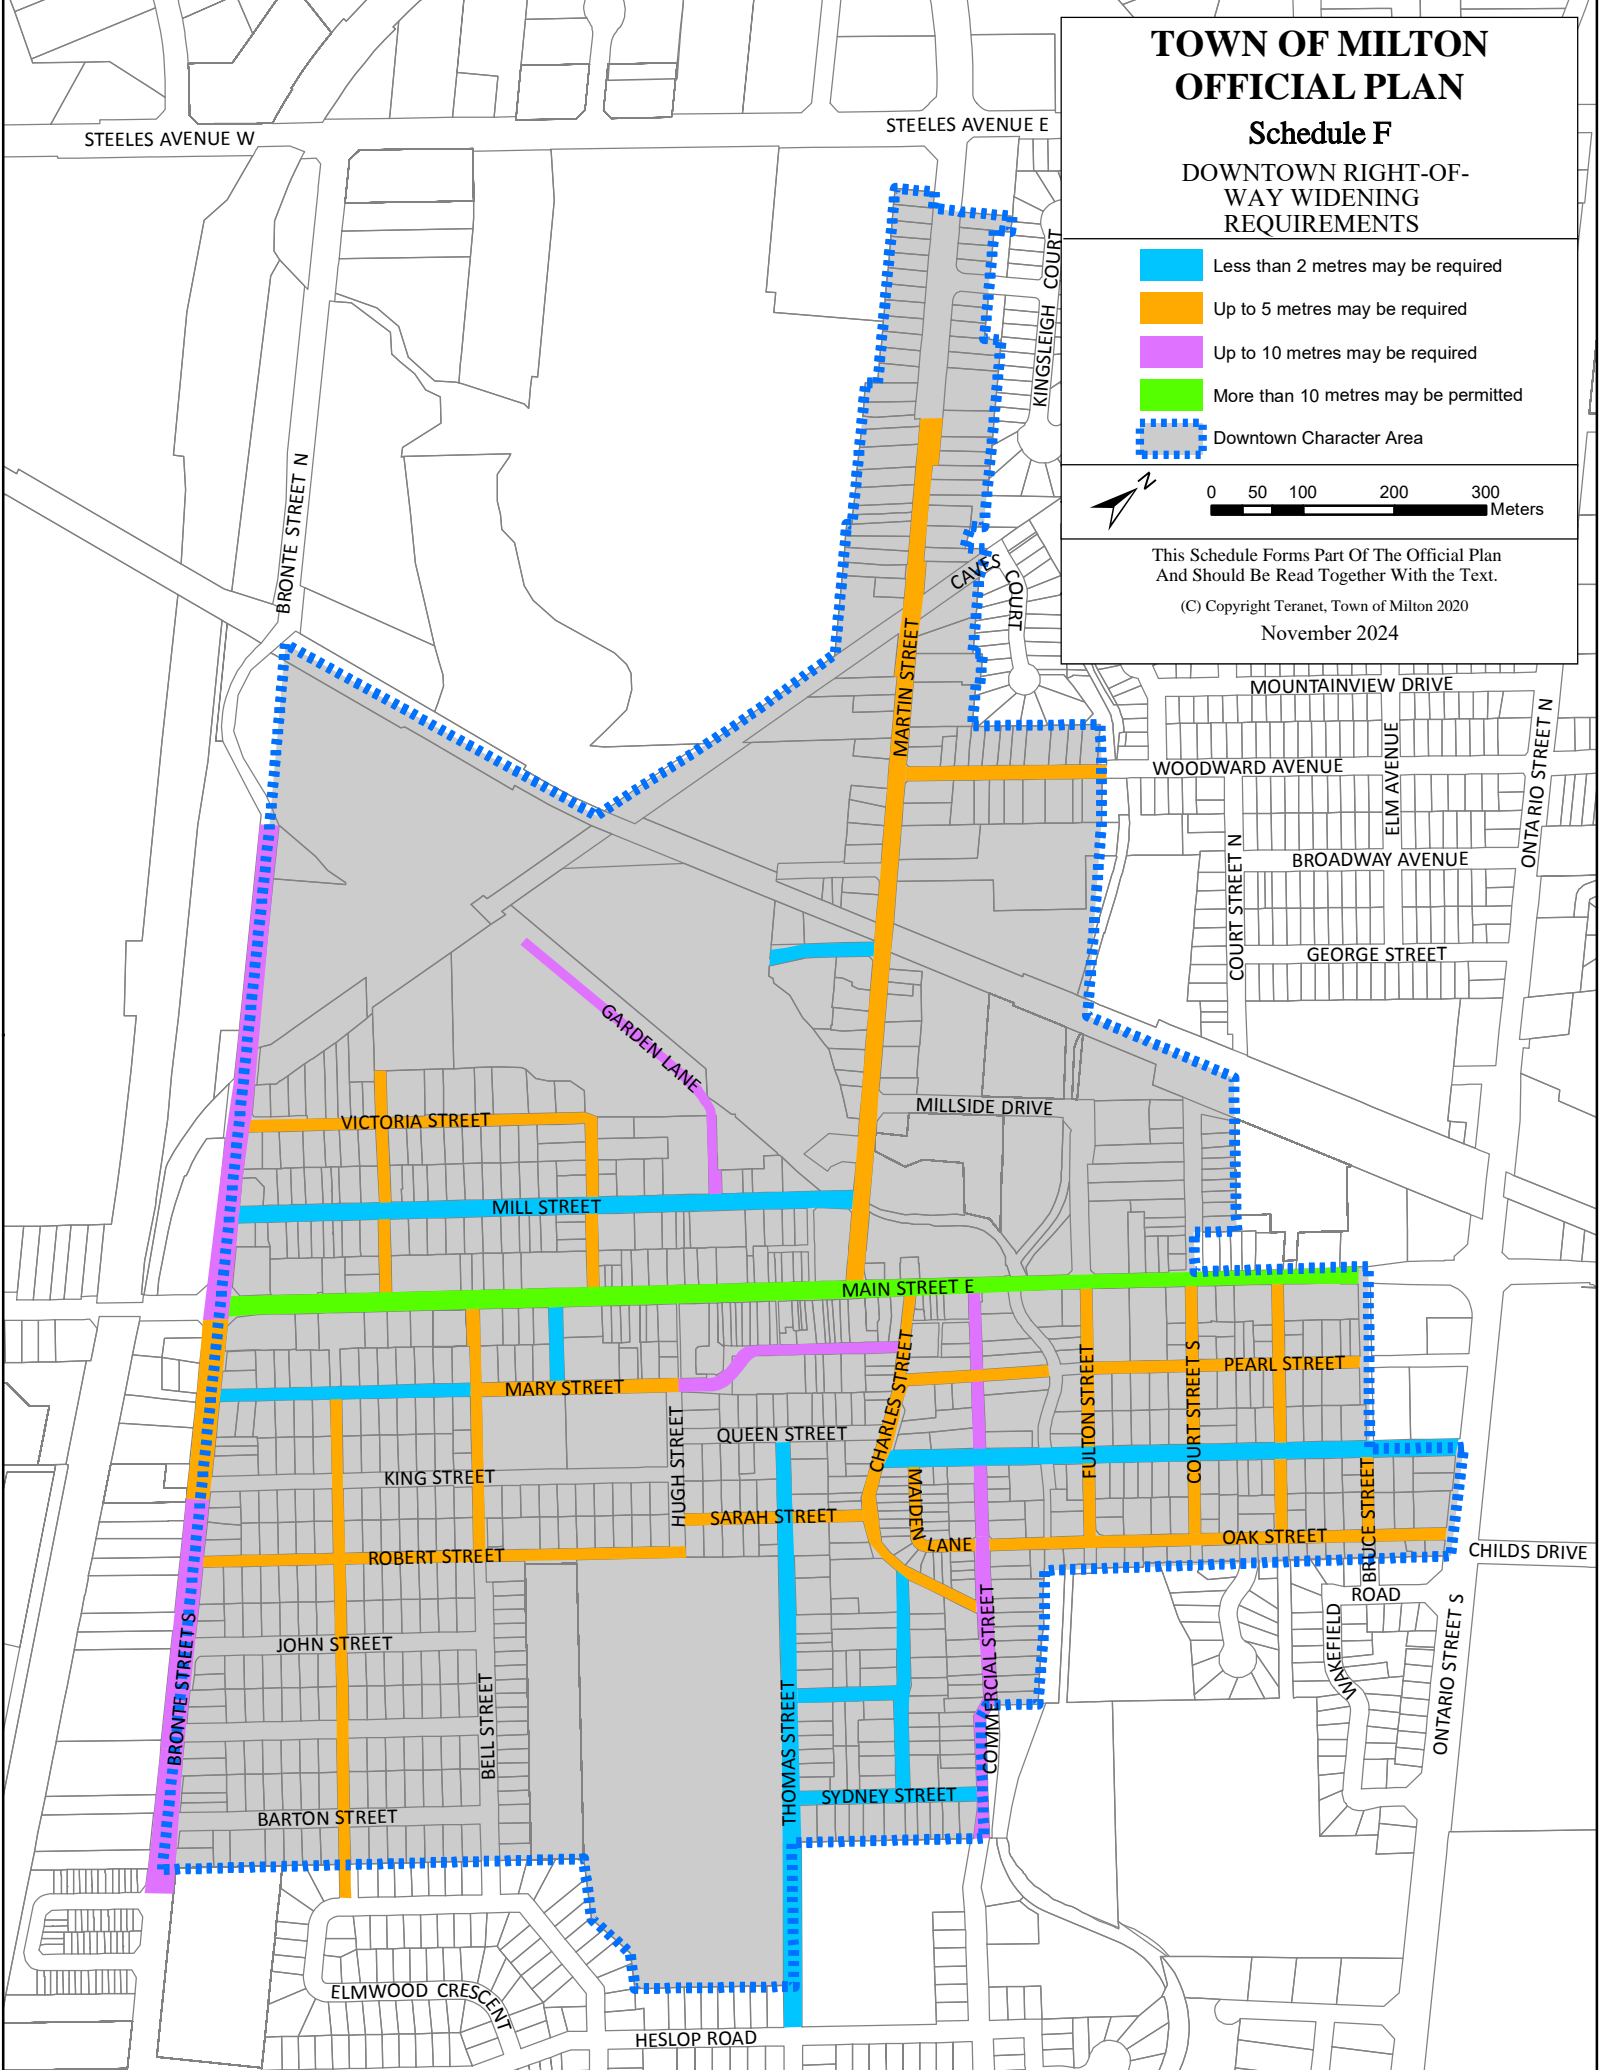 TOWN OF MILTON
OFFICIAL PLAN
Schedule F
DOWNTOWN RIGHT-OF-
WAY WIDENING
REQUIREMENTS
Less than 2 metres may be required
Up to 5 metres may be required
Up to 10 metres may be required
More than 10 metres may be permitted
Downtown Character Area
N
0 50 100 200 300
Meters
This Schedule Forms Part Of The Official Plan
And Should Be Read Together With the Text.
(C) Copyright Teranet, Town of Milton 2020
November 2024
STEELES AVENUE W
STEELES AVENUE E
KINGSLEIGH COURT
BRONTE STREET N
CAVES COURT
MARTIN STREET
MOUNTAINVIEW DRIVE
WOODWARD AVENUE
ELM AVENUE
ONTARIO STREET N
BROADWAY AVENUE
COURT STREET N
GEORGE STREET
GARDEN LANE
MILLSIDE DRIVE
VICTORIA STREET
MILL STREET
MAIN STREET E
PEARL STREET
MARY STREET
CHARLES STREET
FULTON STREET
COURT STREET S
HUGH STREET
QUEEN STREET
KING STREET
MAIDEN
LANE
SARAH STREET
OAK STREET
BRUCE STREET
CHILDS DRIVE
ROBERT STREET
WAKEFIELD
ROAD
COMMERCIAL STREET
BRONTE STREET S
JOHN STREET
BELL STREET
THOMAS STREET
ONTARIO STREET S
SYDNEY STREET
BARTON STREET
ELMWOOD CRESCENT
HESLOP ROAD